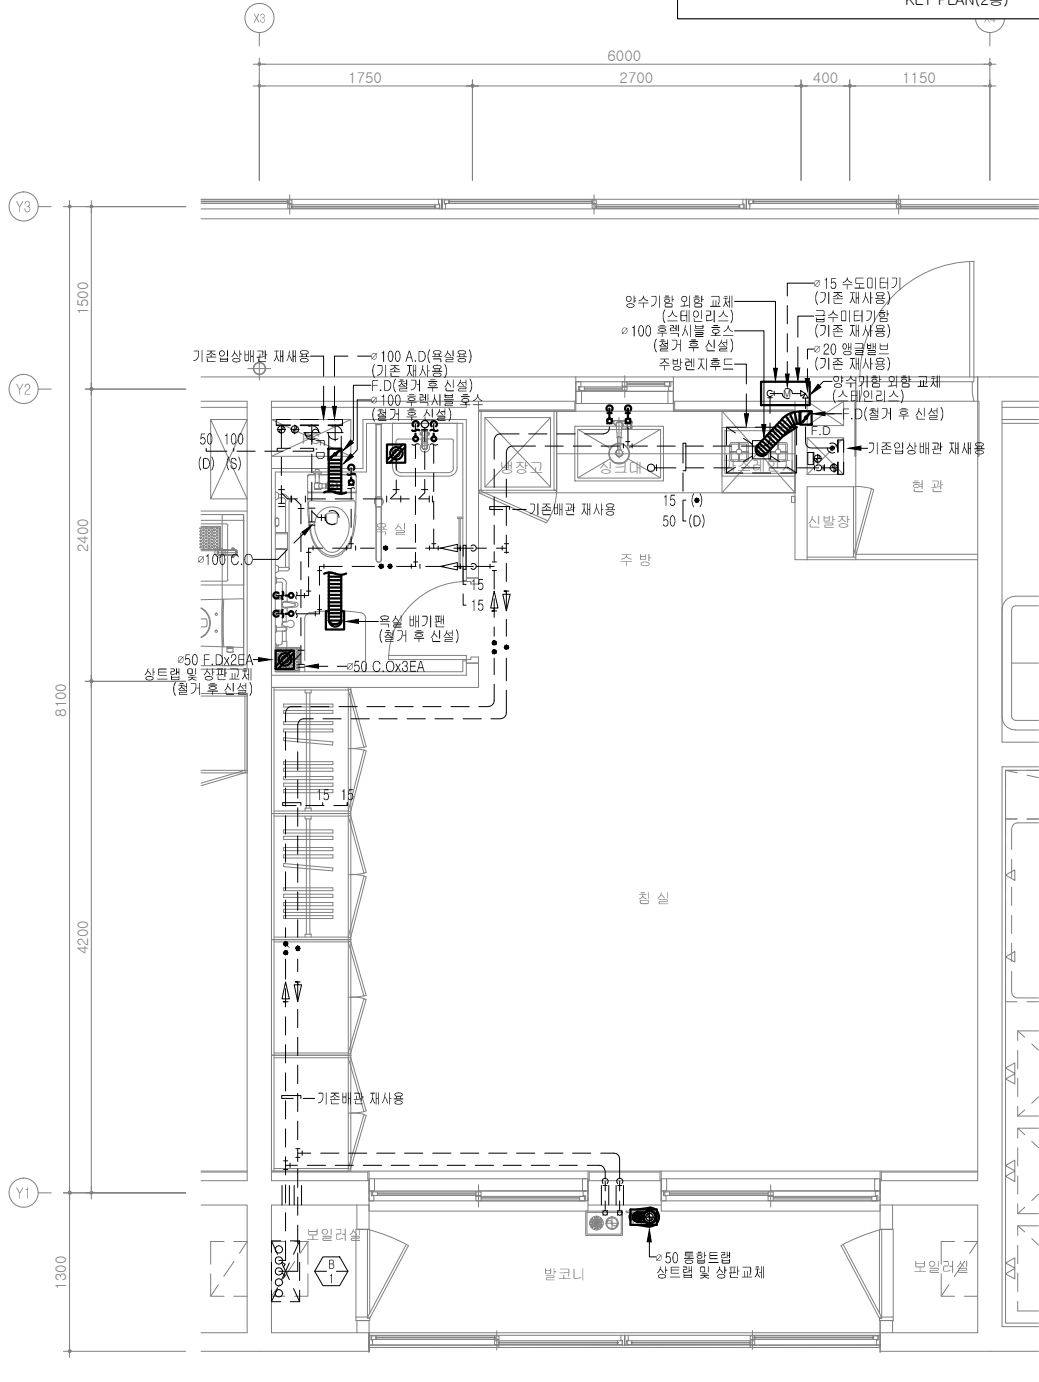 KEY PLAN(2층)
X3
X4
6000
1750
2700
400
1150
Y3
1500
Y2
2400
8100
4200
Y1
1300
양수기함 외함 교체
(스테인리스)
ø100 후렉시블 호스
(철거 후 신설)
주방렌지후드
ø15 수도미터기
(기존 재사용)
급수미터기함
(기존 재사용)
ø20 앵글밸브
(기존 재사용)
양수기함 외함 교체
(스테인리스)
F.D(철거 후 신설)
F.D
기존입상배관 재새용
기존입상배관 재새용
ø100 A.D(욕실용)
(기존 재사용)
F.D(철거 후 신설)
ø100 후렉시블 호스
(철거 후 신설)
50 100
(D) (S)
냉장고
싱크대
기존배관 재사용
15
50 (D)
현 관
신발장
욕 실
주 방
ø100 C.O
15
15
욕실 배기팬
(철거 후 신설)
ø50 F.Dx2EA
상트랩 및 상판교체
(철거 후 신설)
ø50 C.Ox3EA
15 15
침 실
기존배관 재사용
보일러실
B
1
발코니
ø50 통합트랩
상트랩 및 상판교체
보일러실